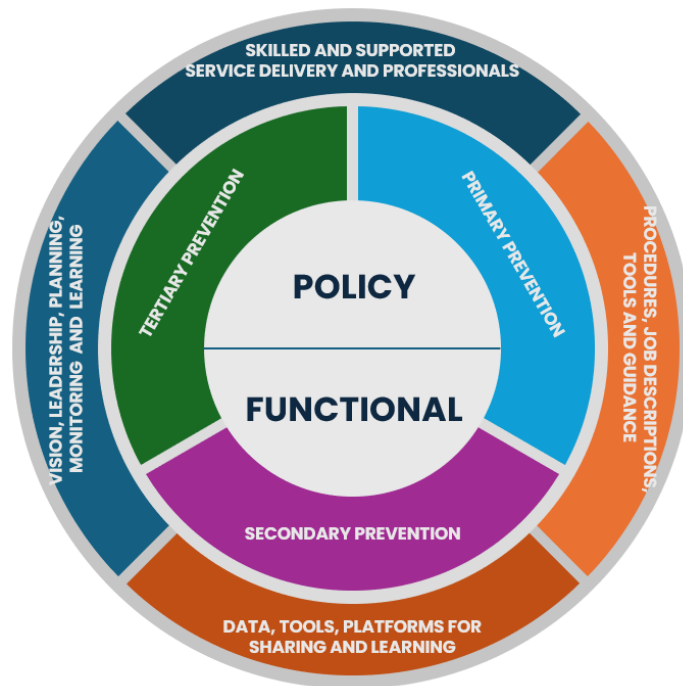 SKILLED AND SUPPORTED
SERVICE DELIVERY AND PROFESSIONALS
PROCEDURES, JOB DESCRIPTIONS,
TOOLS AND GUIDANCE
DATA, TOOLS, PLATFORMS FOR
SHARING AND LEARNING
VISION, LEADERSHIP, PLANNING,
MONITORING AND LEARNING
TERTIARY PREVENTION
PRIMARY PREVENTION
SECONDARY PREVENTION
POLICY
FUNCTIONAL